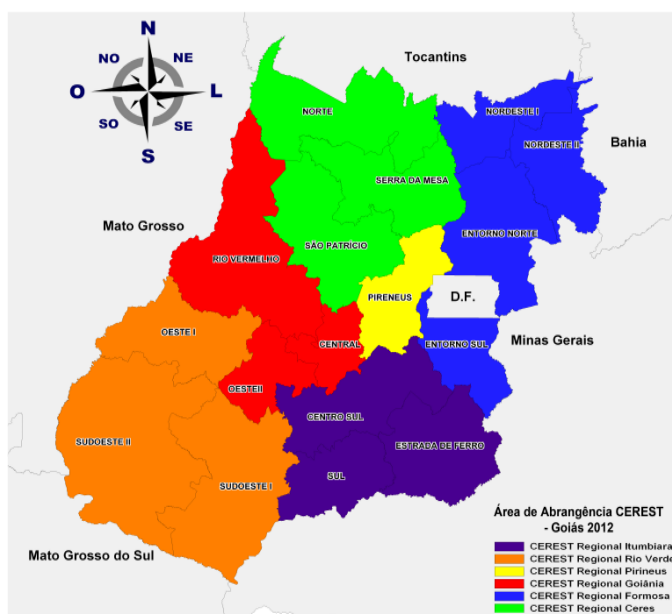 Tocantins
N
NO
NE
O
L
SO
SE
S
NORTE
NORDESTE I
NORDESTE II
Bahia
SERRA DA MESA
Mato Grosso
ENTORNO NORTE
SÃO PATRICIO
RIO VERMELHO
PIRENEUS
D.F.
OESTE I
CENTRAL
ENTORNO SUL
Minas Gerais
OESTEII
CENTRO SUL
SUDOESTE II
ESTRADA DE FERRO
SUL
SUDOESTE I
Mato Grosso do Sul
Área de Abrangência CEREST
- Goiás 2012
CEREST Regional Itumbiara
CEREST Regional Rio Verde
CEREST Regional Pirineus
CEREST Regional Goiânia
CEREST Regional Formosa
CEREST Regional Ceres